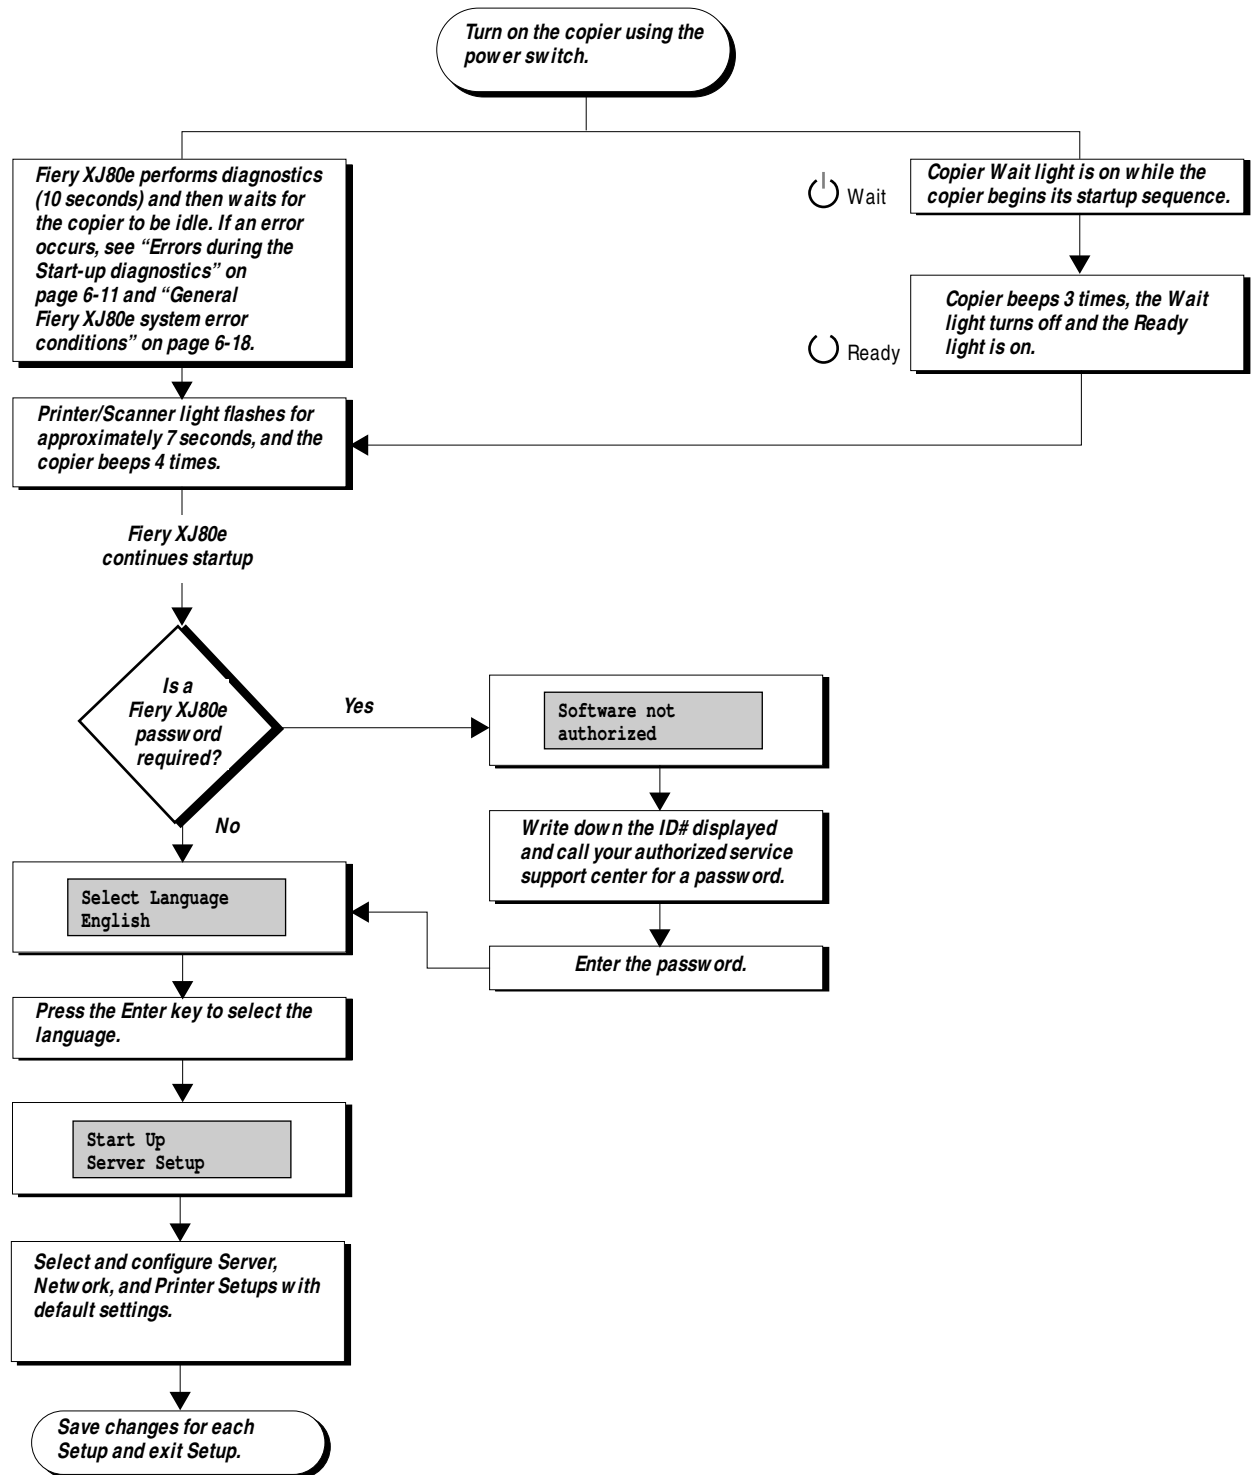 Turn on the copier using the
power switch.
Fiery XJ80e performs diagnostics
(10 seconds) and then waits for
the copier to be idle. If an error
occurs, see “Errors during the
Start-up diagnostics” on
page 6-11 and “General
Fiery XJ80e system error
conditions” on page 6-18.
Wait
Copier Wait light is on while the
copier begins its startup sequence.
Ready
Copier beeps 3 times, the Wait
light turns off and the Ready
light is on.
Printer/Scanner light flashes for
approximately 7 seconds, and the
copier beeps 4 times.
Fiery XJ80e
continues startup
Is a
Fiery XJ80e
password
required?
Yes
Software not
authorized
Write down the ID# displayed
and call your authorized service
support center for a password.
Enter the password.
No
Select Language
English
Press the Enter key to select the
language.
Start Up
Server Setup
Select and configure Server,
Network, and Printer Setups with
default settings.
Save changes for each
Setup and exit Setup.